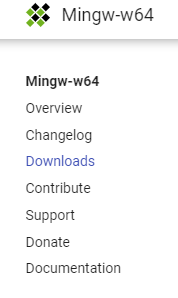 Mingw-w64
Mingw-w64
Overview
Changelog
Downloads
Contribute
Support
Donate
Documentation